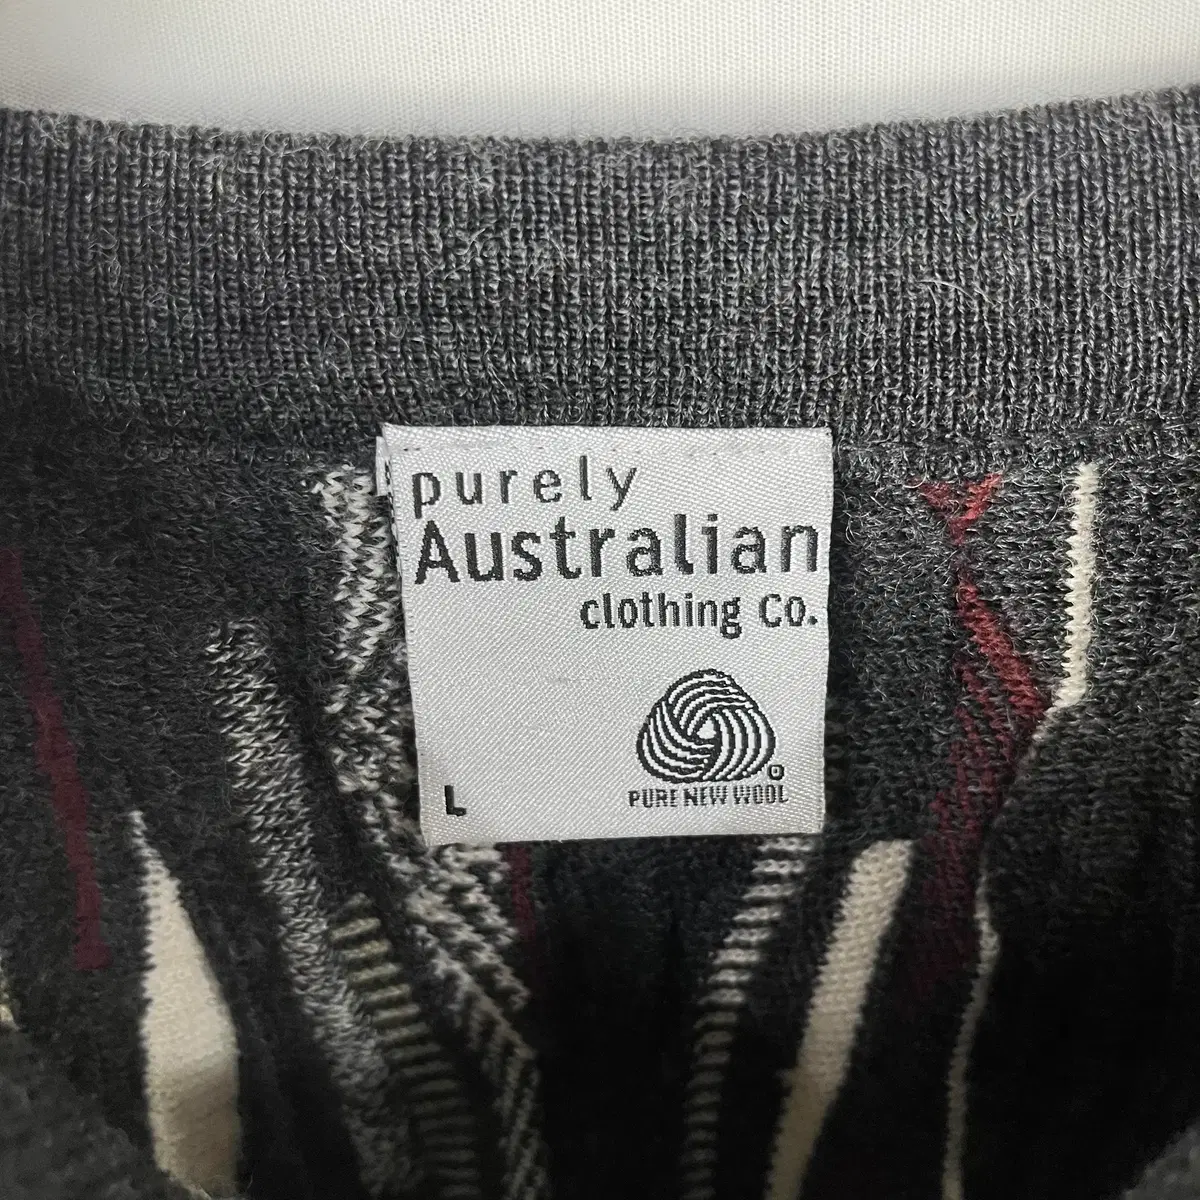 purely
Australian
clothing Co.
L
PURE NEW WOOL